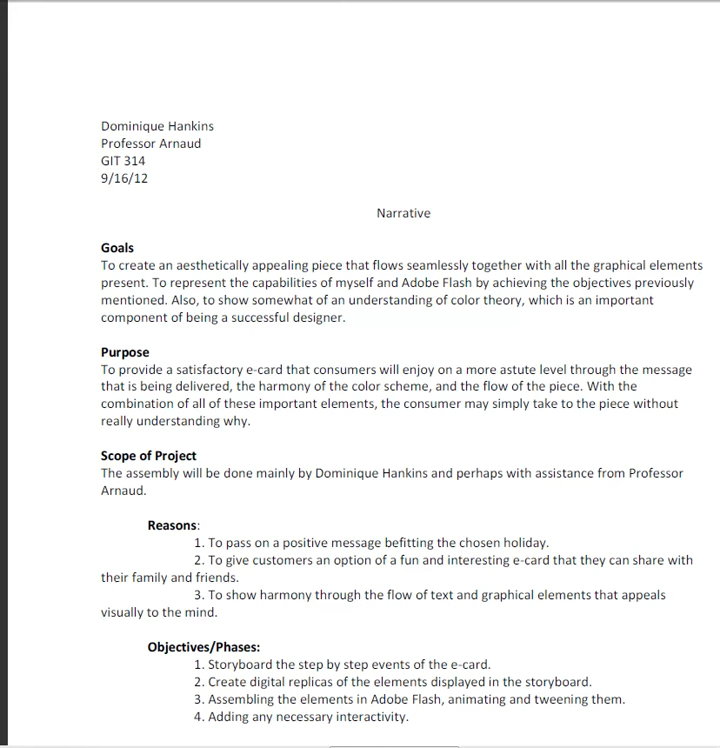 Dominique Hankins
Professor Arnaud
GIT 314
9/16/12
Narrative
Goals
To create an aesthetically appealing piece that flows seamlessly together with all the graphical elements
present. To represent the capabilities of myself and Adobe Flash by achieving the objectives previously
mentioned. Also, to show somewhat of an understanding of color theory, which is an important
component of being a successful designer.
Purpose
To provide a satisfactory e-card that consumers will enjoy on a more astute level through the message
that is being delivered, the harmony of the color scheme, and the flow of the piece. With the
combination of all of these important elements, the consumer may simply take to the piece without
really understanding why.
Scope of Project
The assembly will be done mainly by Dominique Hankins and perhaps with assistance from Professor
Arnaud.
Reasons:
1. To pass on a positive message befitting the chosen holiday.
2. To give customers an option of a fun and interesting e-card that they can share with
their family and friends.
3. To show harmony through the flow of text and graphical elements that appeals
visually to the mind.
Objectives/Phases:
1. Storyboard the step by step events of the e-card.
2. Create digital replicas of the elements displayed in the storyboard.
3. Assembling the elements in Adobe Flash, animating and tweening them.
4. Adding any necessary interactivity.